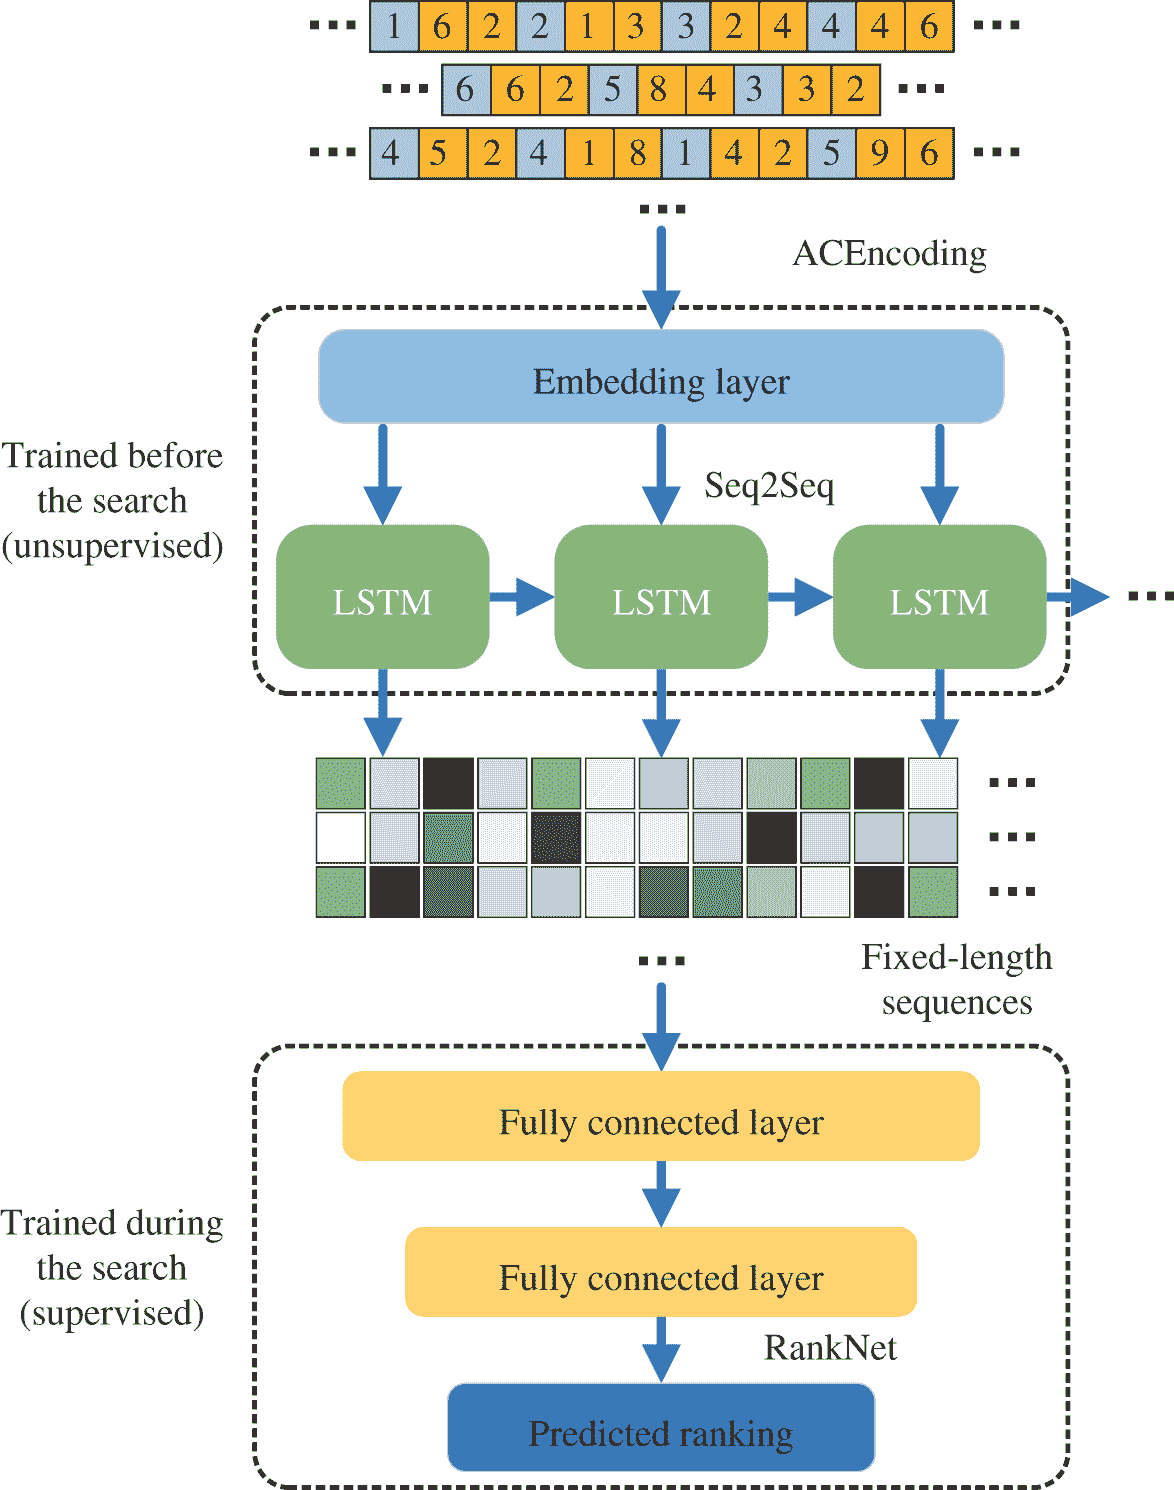 ... 1 6 2 2 1 3 3 2 4 4 4 6 ...
... 6 6 2 5 8 4 3 3 2 ...
... 4 5 2 4 1 8 1 4 2 5 9 6 ...
...
ACEncoding
Embedding layer
Trained before
the search
(unsupervised)
Seq2Seq
LSTM LSTM LSTM ...
...
...
...
...
Fixed-length
sequences
Fully connected layer
Trained during
the search
(supervised)
Fully connected layer
RankNet
Predicted ranking